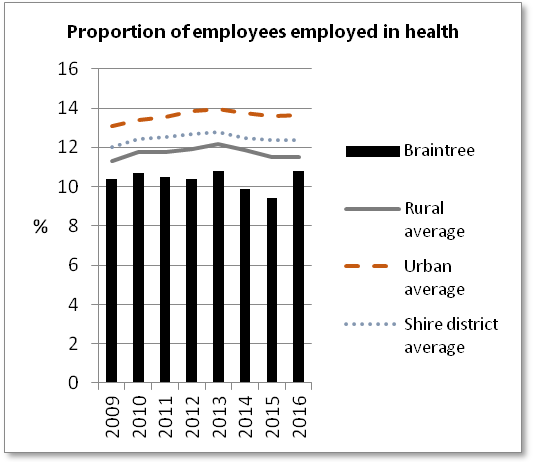 Proportion of employees employed in health
16
14
12
10
8
6
4
2
0
%
2009
2010
2011
2012
2013
2014
2015
2016
Braintree
Rural
average
Urban
average
Shire district
average